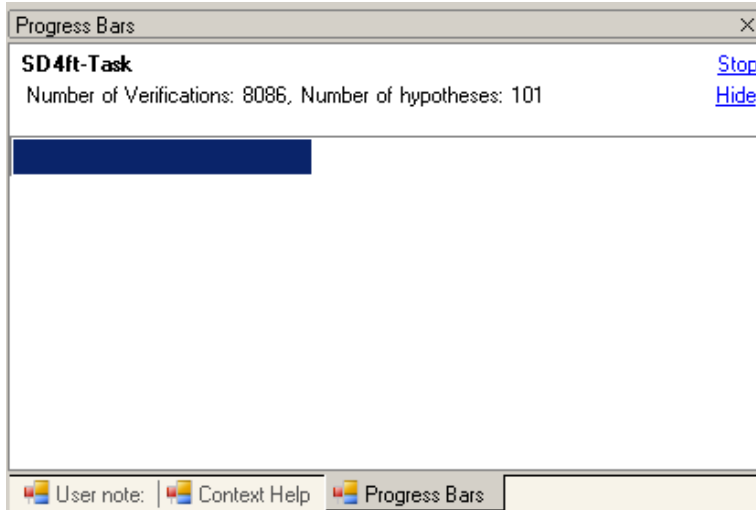 Progress Bars
SD4ft-Task Stop
Number of Verifications: 8086, Number of hypotheses: 101 Hide
User note: Context Help Progress Bars